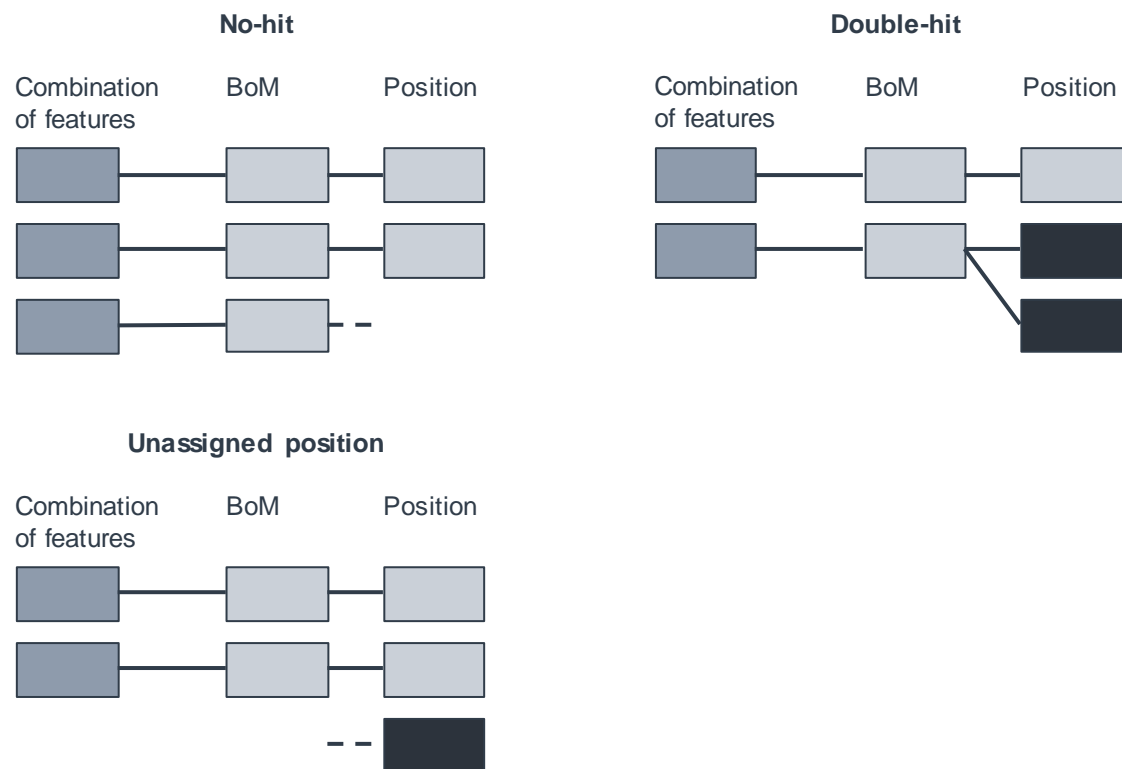 No-hit
Combination
of features
BoM
Position
Double-hit
Combination
of features
BoM
Position
Unassigned position
Combination
of features
BoM
Position